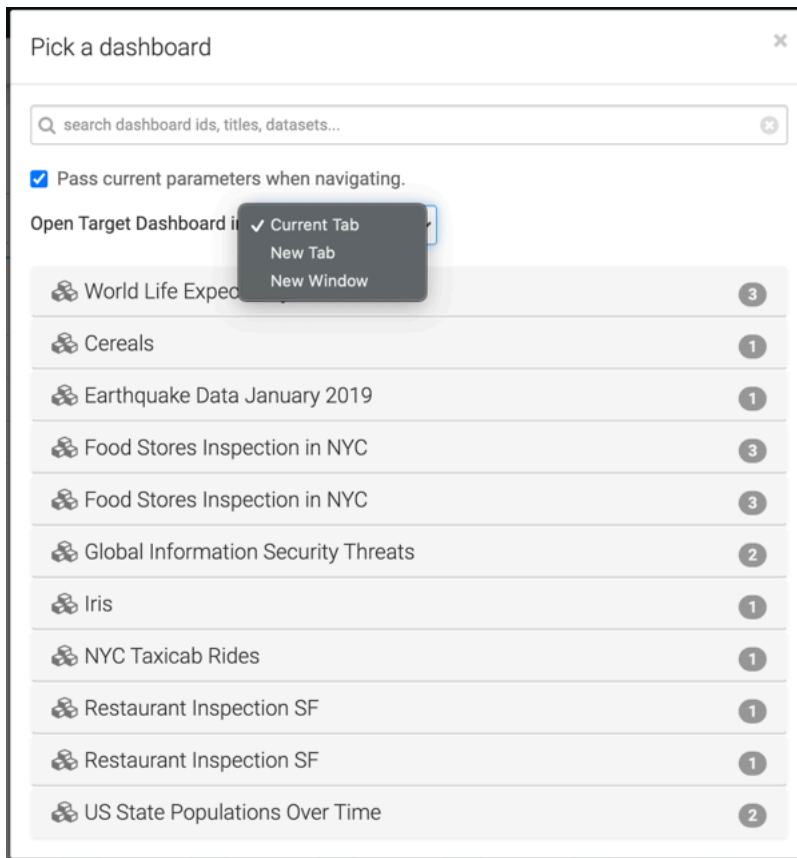 Pick a dashboard
search dashboard ids, titles, datasets...
Pass current parameters when navigating.
Open Target Dashboard
Current Tab
New Tab
New Window
World Life
3
Cereals
1
Earthquake Data January 2019
1
Food Stores Inspection in NYC
3
Food Stores Inspection in NYC
3
Global Information Security Threats
2
Iris
1
NYC Taxicab Rides
1
Restaurant Inspection SF
1
Restaurant Inspection SF
1
US State Populations Over Time
2